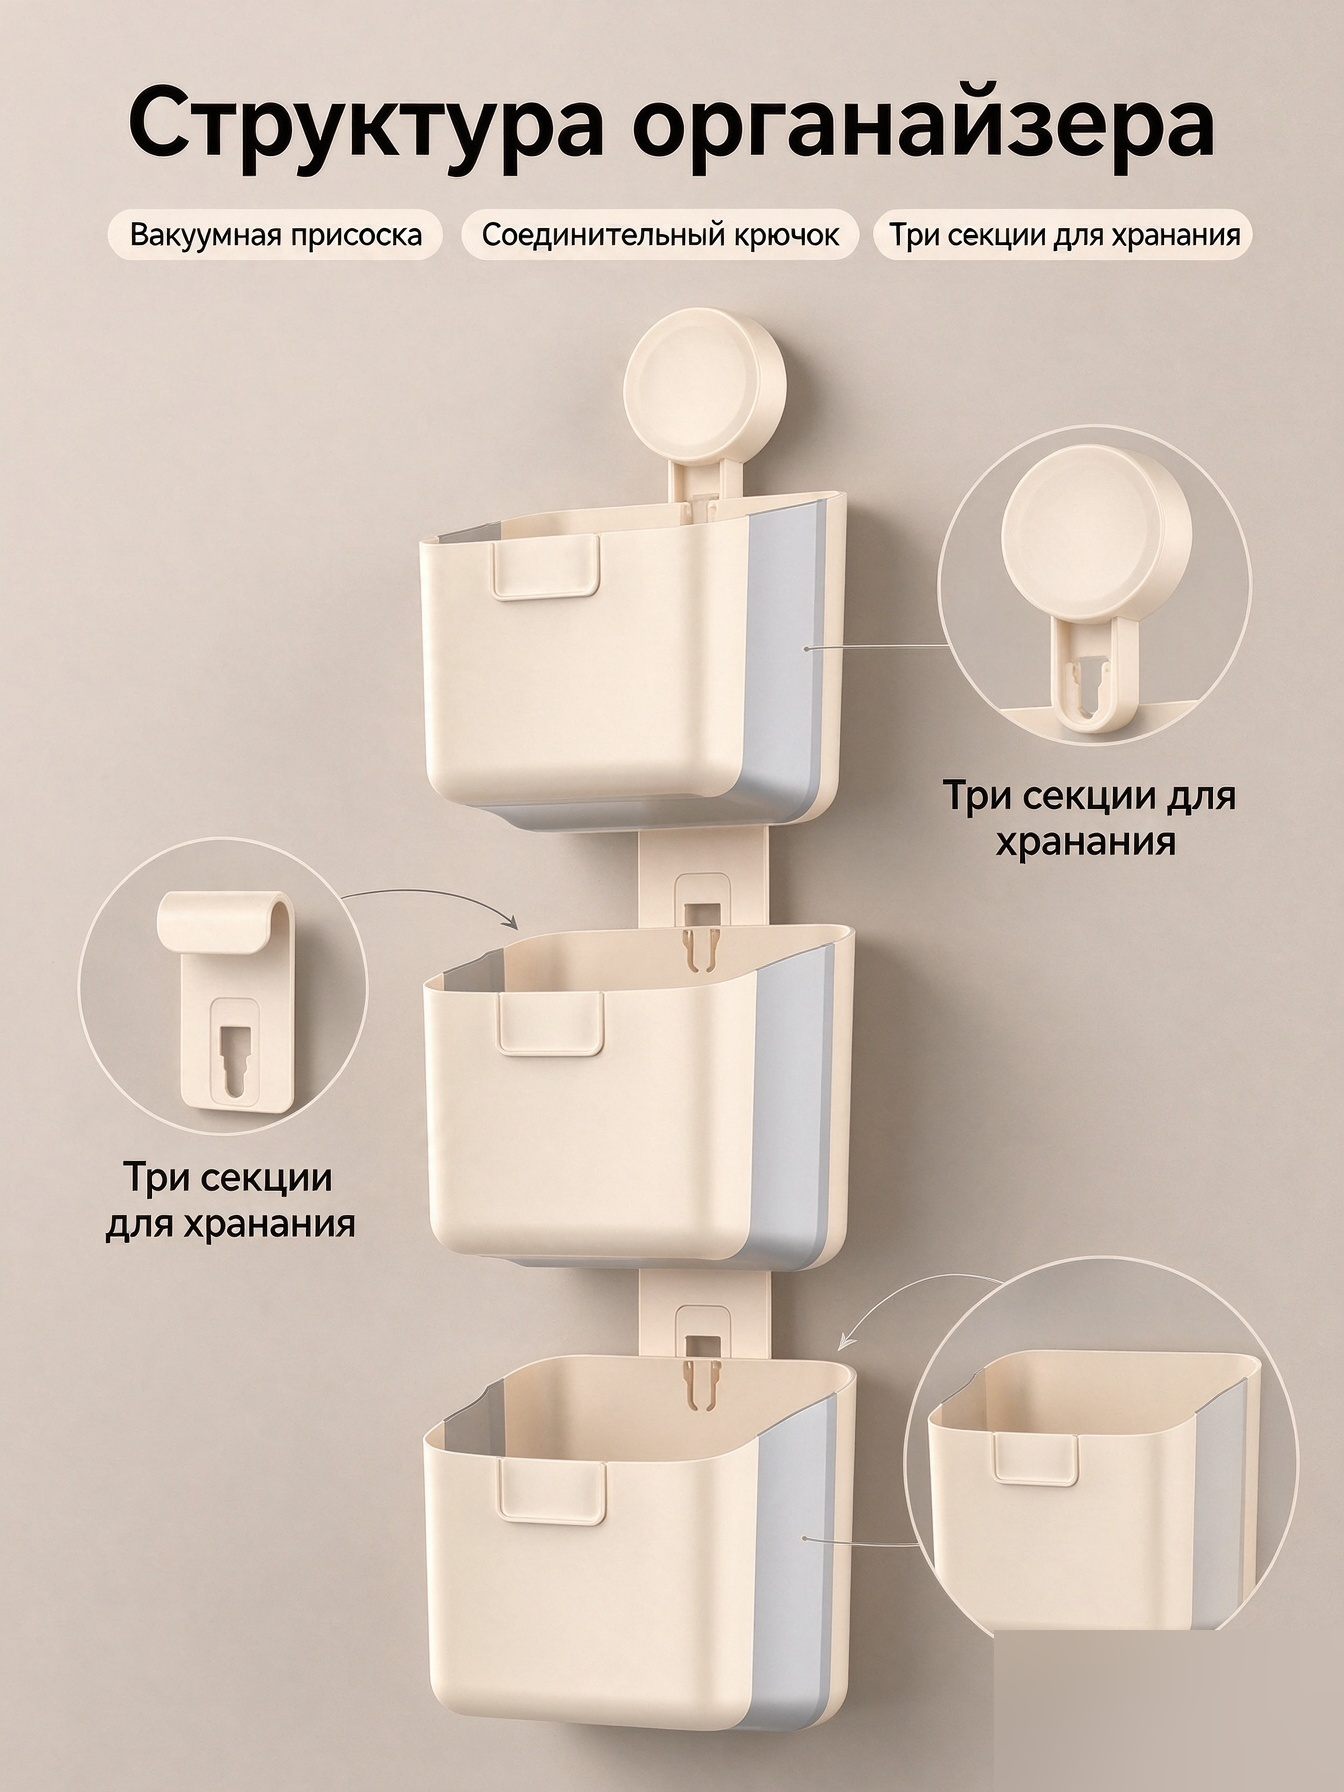 Структура органайзера
Вакуумная присоска
Соединительный крючок
Три секции для хранания
Три секции для
хранания
Три секции
для хранания